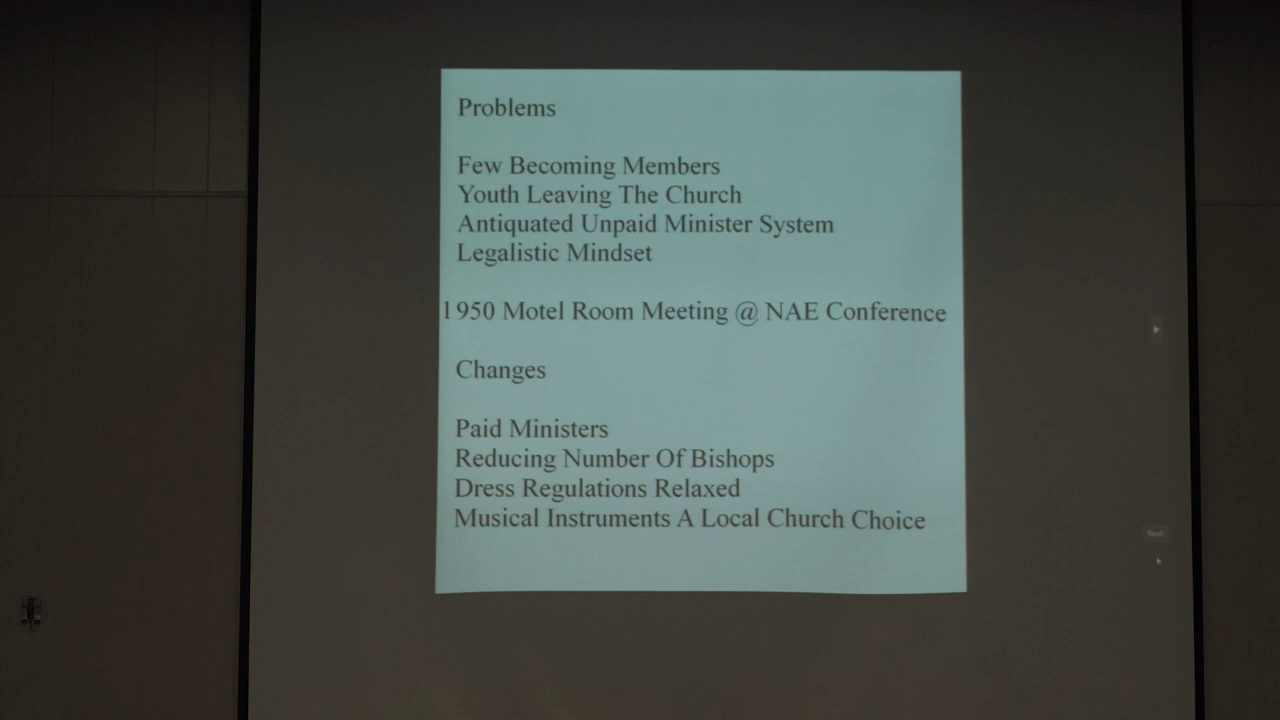 Problems
Few Becoming Members
Youth Leaving The Church
Antiquated Unpaid Minister System
Legalistic Mindset
1950 Motel Room Meeting @ NAE Conference
Changes
Paid Ministers
Reducing Number Of Bishops
Dress Regulations Relaxed
Musical Instruments A Local Church Choice
Next